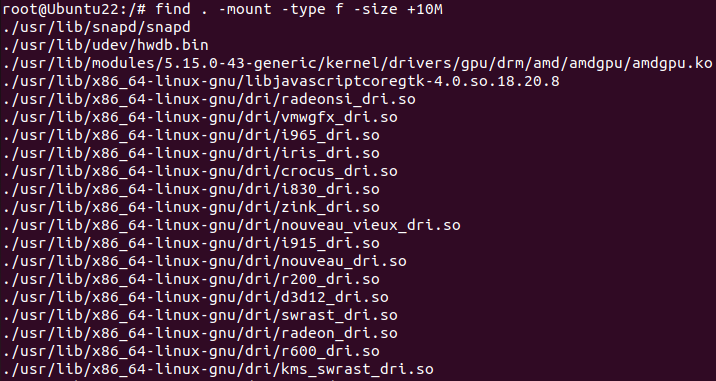 root@Ubuntu22:/# find . -mount -type f -size +10M
./usr/lib/snapd/snapd
./usr/lib/udev/hwdb.bin
./usr/lib/modules/5.15.0-43-generic/kernel/drivers/gpu/drm/amd/amdgpu/amdgpu.ko
./usr/lib/x86_64-linux-gnu/libjavascriptcoregtk-4.0.so.18.20.8
./usr/lib/x86_64-linux-gnu/dri/radeonsi_dri.so
./usr/lib/x86_64-linux-gnu/dri/vmwgfx_dri.so
./usr/lib/x86_64-linux-gnu/dri/i965_dri.so
./usr/lib/x86_64-linux-gnu/dri/iris_dri.so
./usr/lib/x86_64-linux-gnu/dri/crocus_dri.so
./usr/lib/x86_64-linux-gnu/dri/i830_dri.so
./usr/lib/x86_64-linux-gnu/dri/zink_dri.so
./usr/lib/x86_64-linux-gnu/dri/nouveau_vieux_dri.so
./usr/lib/x86_64-linux-gnu/dri/i915_dri.so
./usr/lib/x86_64-linux-gnu/dri/nouveau_dri.so
./usr/lib/x86_64-linux-gnu/dri/r200_dri.so
./usr/lib/x86_64-linux-gnu/dri/d3d12_dri.so
./usr/lib/x86_64-linux-gnu/dri/swrast_dri.so
./usr/lib/x86_64-linux-gnu/dri/radeon_dri.so
./usr/lib/x86_64-linux-gnu/dri/r600_dri.so
./usr/lib/x86_64-linux-gnu/dri/kms_swrast_dri.so